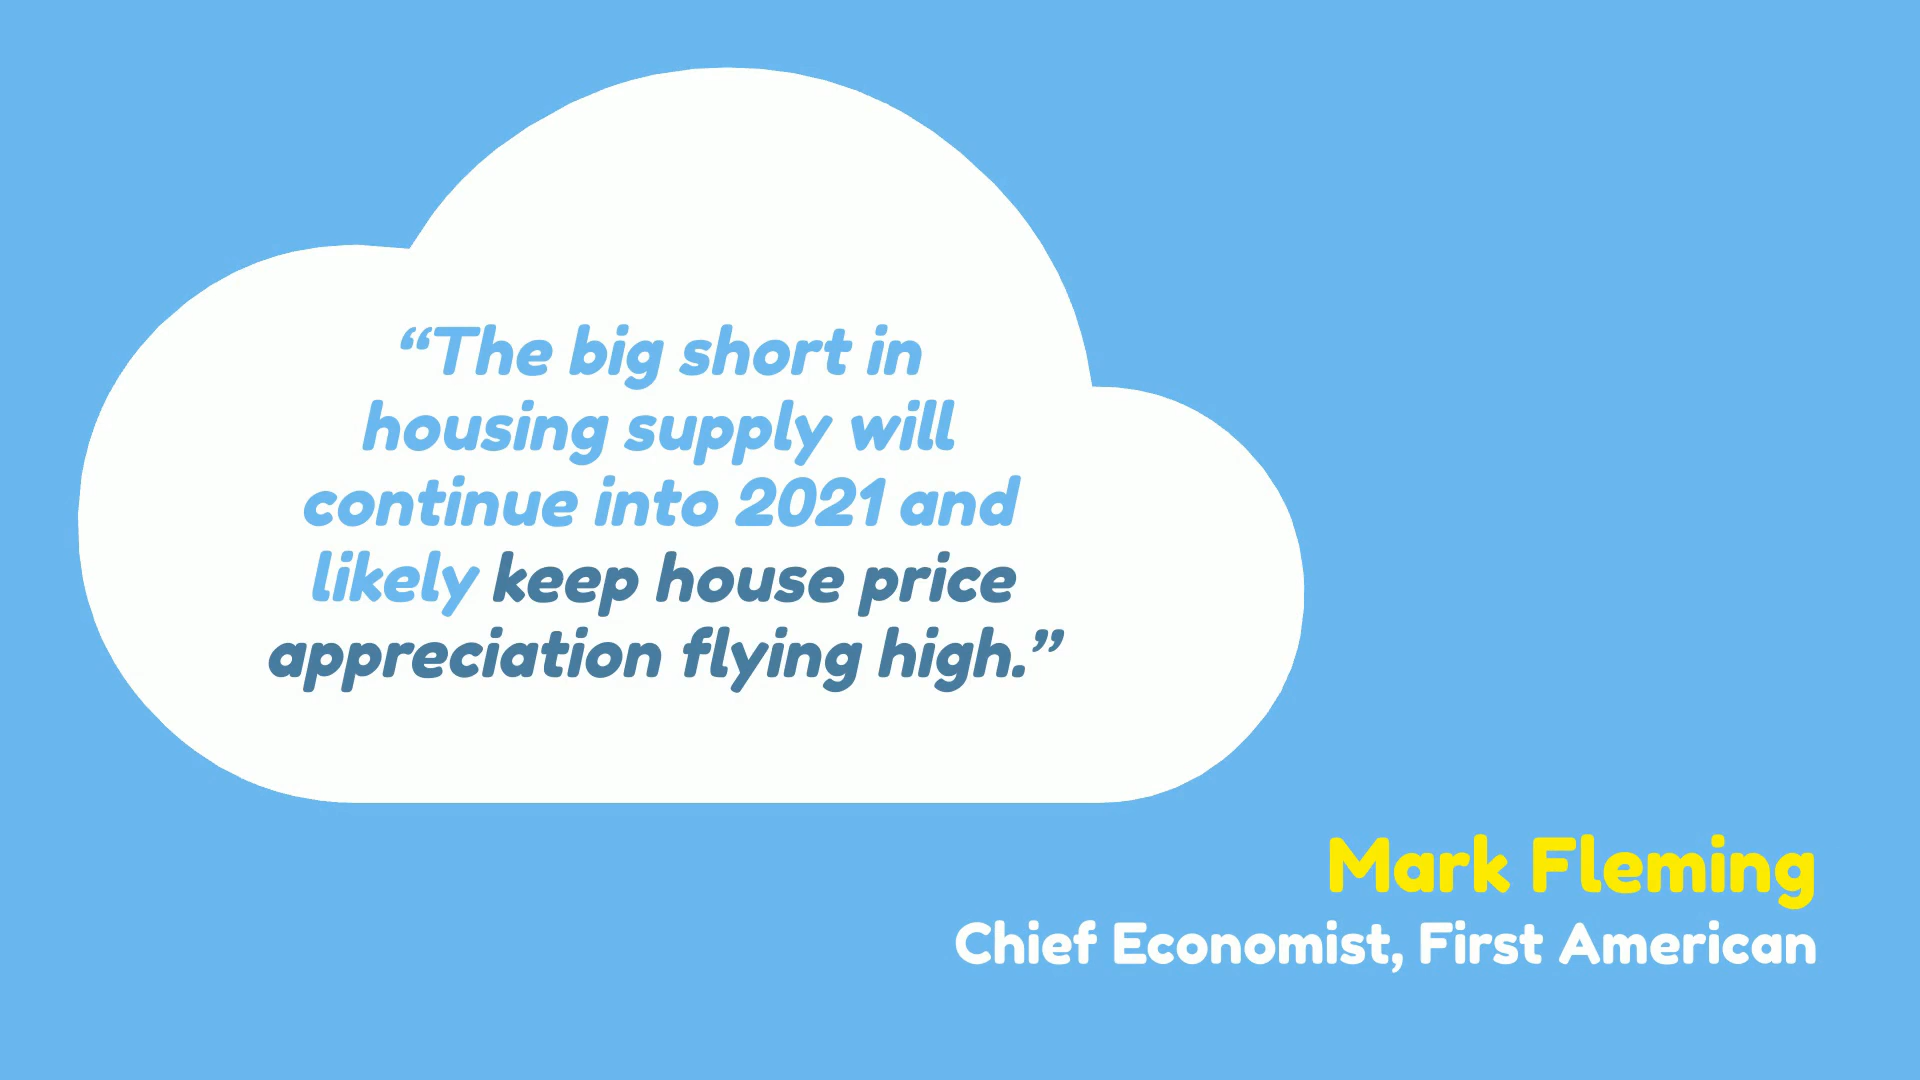 “The big short in
housing supply will
continue into 2021 and
likely keep house price
appreciation flying high.”
Mark Fleming
Chief Economist, First American